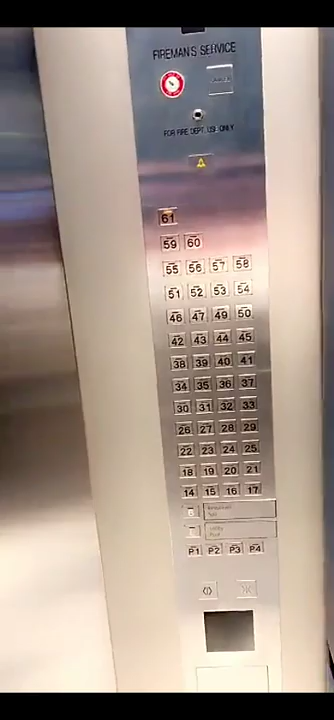 FIREMAN'S SERVICE
FOR FIRE DEPT. USE ONLY
61
59 60
55 56 57 58
51 52 53 54
46 47 49 50
42 43 44 45
38 39 40 41
34 35 36 37
30 31 32 33
26 27 28 29
22 23 24 25
18 19 20 21
14 15 16 17
P1 P2 P3 P4